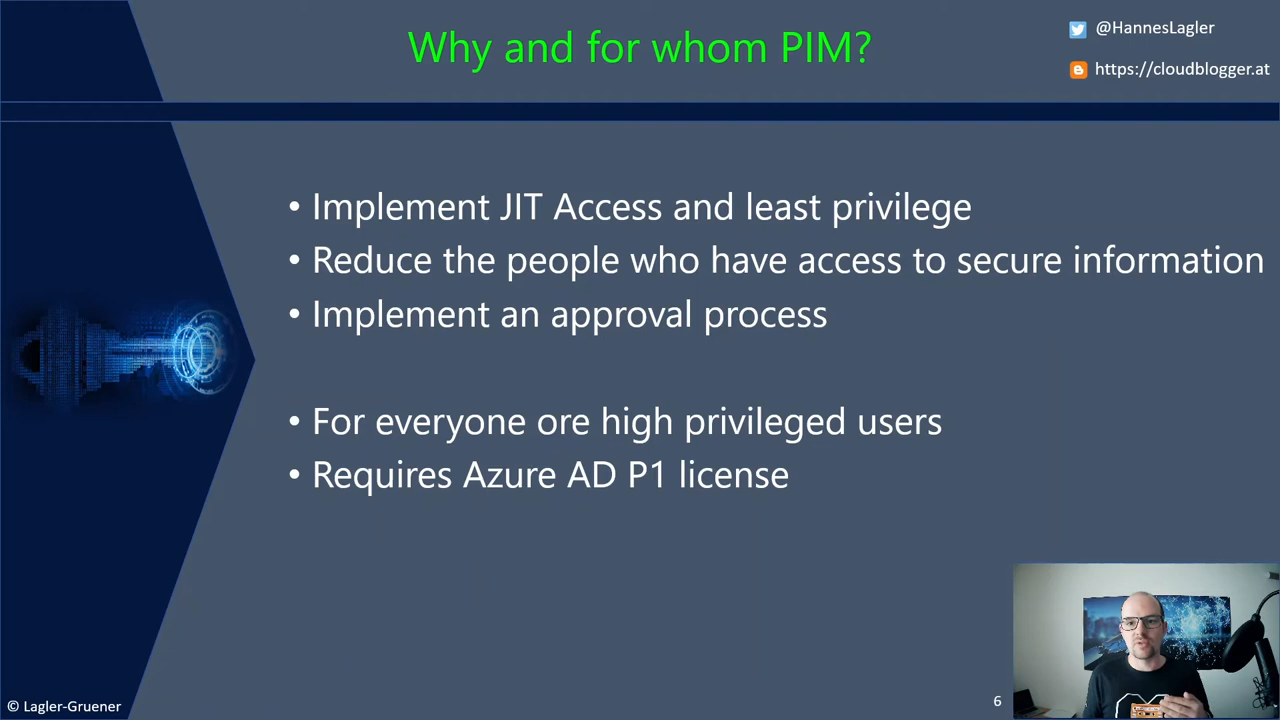 Why and for whom PIM?
@HannesLagler
https://cloudblogger.at
• Implement JIT Access and least privilege
• Reduce the people who have access to secure information
• Implement an approval process
• For everyone ore high privileged users
• Requires Azure AD P1 license
© Lagler-Gruener
6